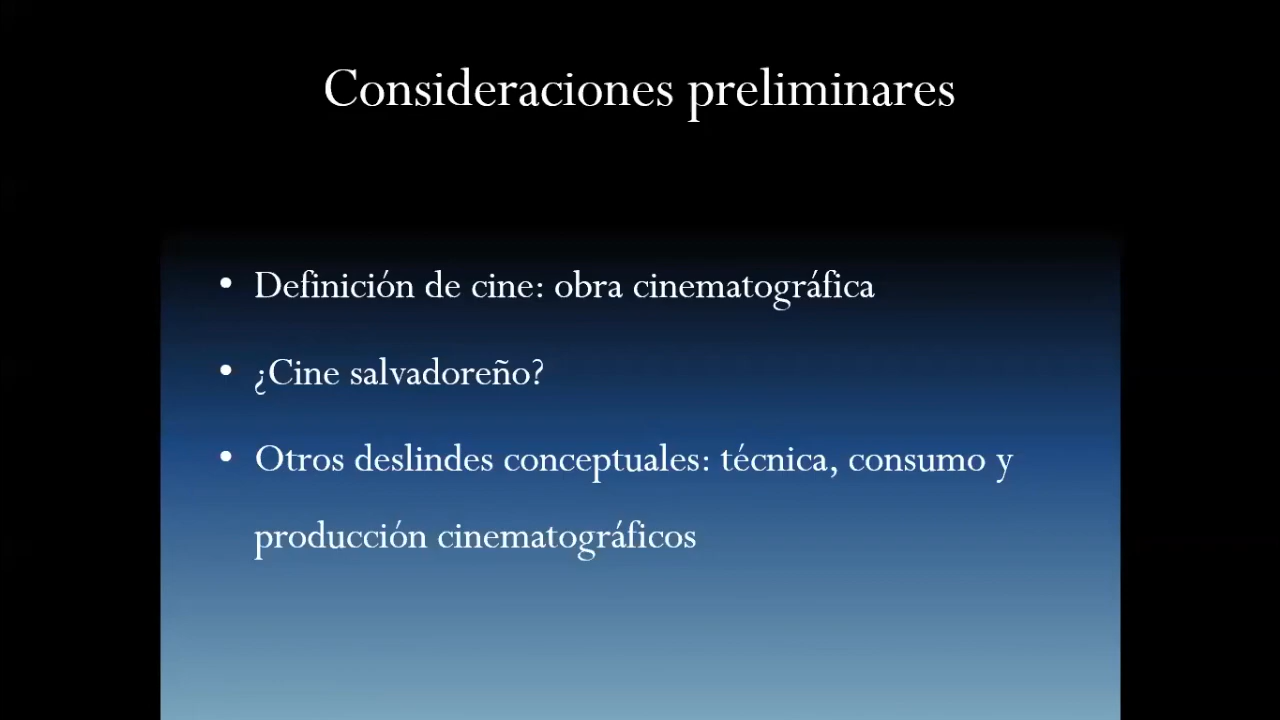 Consideraciones preliminares
• Definición de cine: obra cinematográfica
• ¿Cine salvadoreño?
• Otros deslindes conceptuales: técnica, consumo y
producción cinematográficos